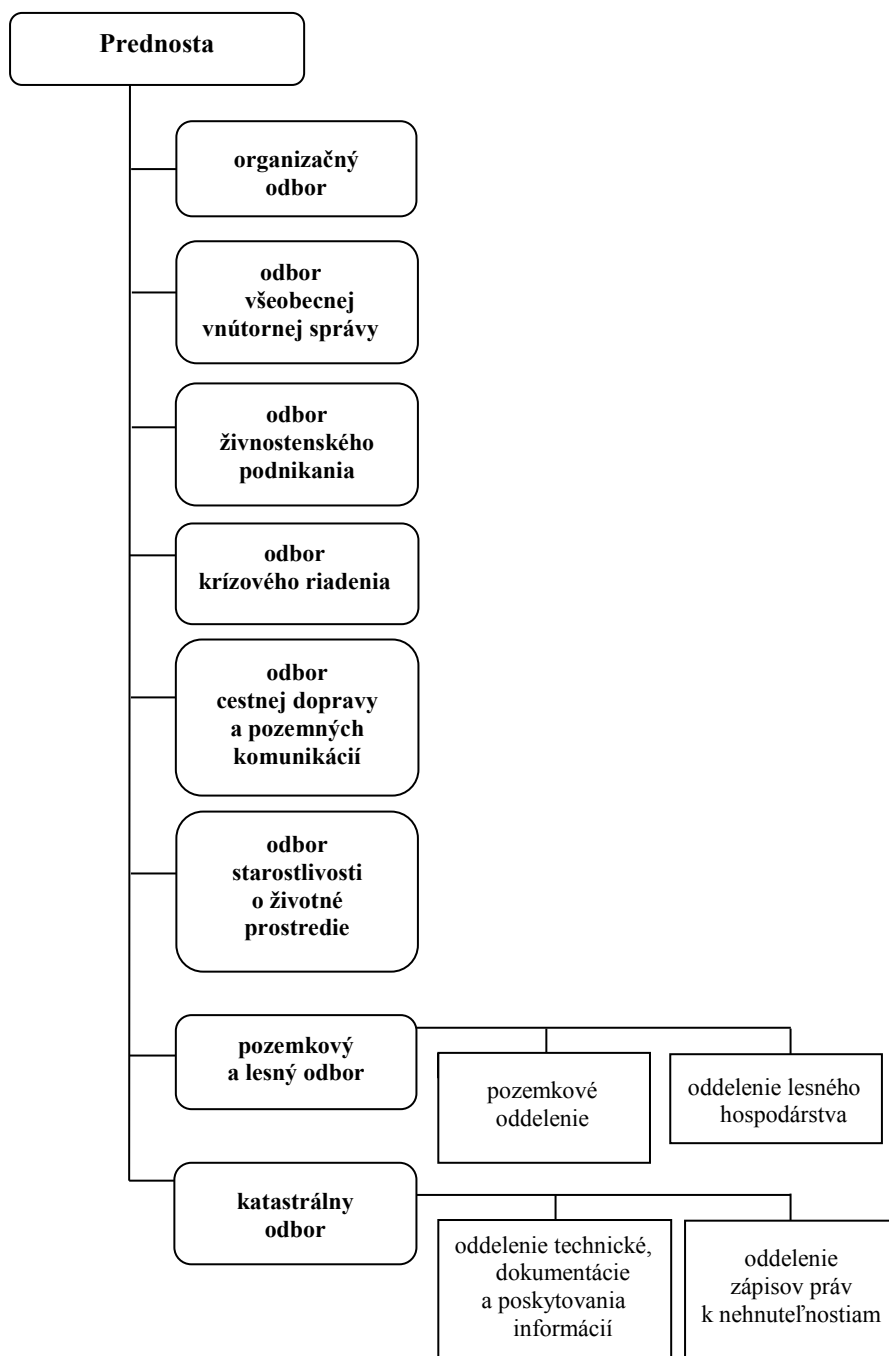 Prednosta
organizačný
odbor
odbor
všeobecnej
vnútornej správy
odbor
živnostenského
podnikania
odbor
krízového riadenia
odbor
cestnej dopravy
a pozemných
komunikácií
odbor
starostlivosti
o životné
prostredie
pozemkový
a lesný odbor
pozemkové
oddelenie
oddelenie lesného
hospodárstva
katastrálny
odbor
oddelenie technické,
dokumentácie
a poskytovania
informácií
oddelenie
zápisov práv
k nehnuteľnostiam